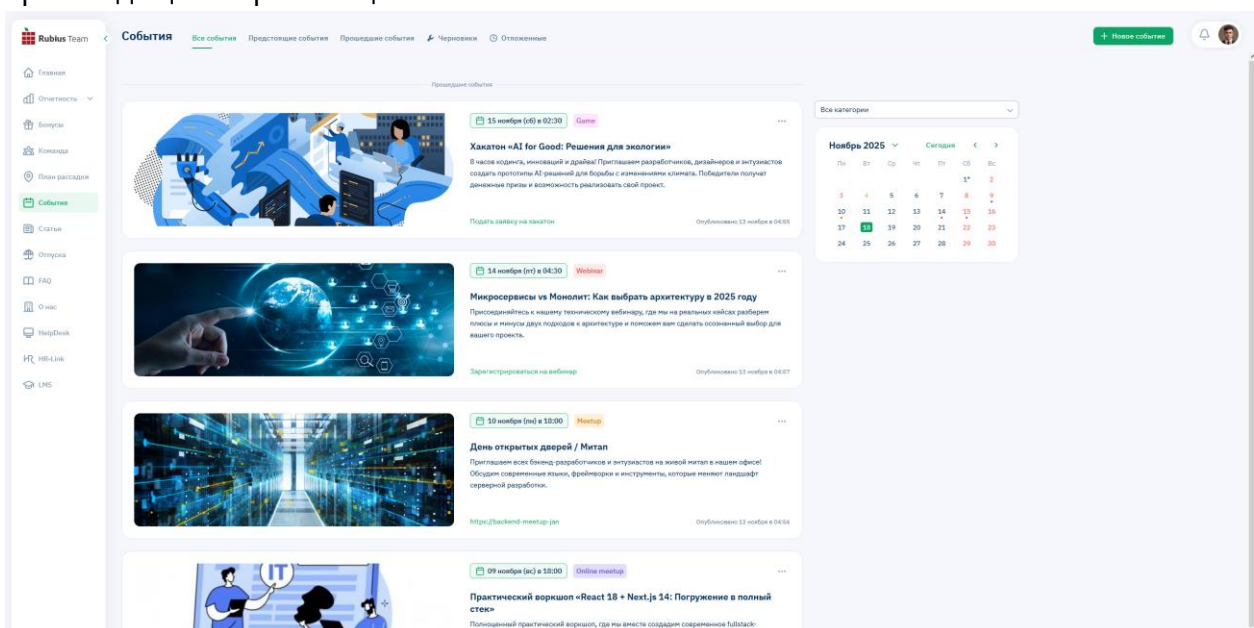 Rubius Team
События
Все события
Предстоящие события
Прошедшие события
Черновики
Отложенные
+ Новое событие
Главная
Отчетность
Бонусы
Команда
План рассадки
События
Статьи
Отпуска
FAQ
О нас
HelpDesk
HR-Link
LMS
Прошедшие события
15 ноября (сб) в 02:30
Game
Хакатон «AI for Good: Решения для экологии»
8 часов кодинга, инноваций и драйва! Приглашаем разработчиков, дизайнеров и энтузиастов
создать прототипы AI-решений для борьбы с изменениями климата. Победители получат
денежные призы и возможность реализовать свой проект.
Подать заявку на хакатон
Опубликовано 13 ноября в 04:55
14 ноября (пт) в 04:30
Webinar
Микросервисы vs Монолит: Как выбрать архитектуру в 2025 году
Присоединяйтесь к нашему техническому вебинару, где мы на реальных кейсах разберем
плюсы и минусы двух подходов к архитектуре и поможем вам сделать осознанный выбор для
вашего проекта.
Зарегистрироваться на вебинар
Опубликовано 13 ноября в 04:57
10 ноября (пн) в 18:00
Meetup
День открытых дверей / Митап
Приглашаем всех бэкенд-разработчиков и энтузиастов на живой митап в нашем офисе!
Обсудим современные языки, фреймворки и инструменты, которые меняют ландшафт
серверной разработки.
https://backend-meetup-jan
Опубликовано 13 ноября в 04:56
IT
09 ноября (вс) в 18:00
Online meetup
Практический воркшоп «React 18 + Next.js 14: Погружение в полный
стек»
Полноценный практический воркшоп, где мы вместе создадим современное fullstack-
Все категории
Ноябрь 2025
Сегодня
Пн Вт Ср Чт Пт Сб Вс
1* 2
3 4 5 6 7 8 9
10 11 12 13 14 15 16
17 18 19 20 21 22 23
24 25 26 27 28 29 30